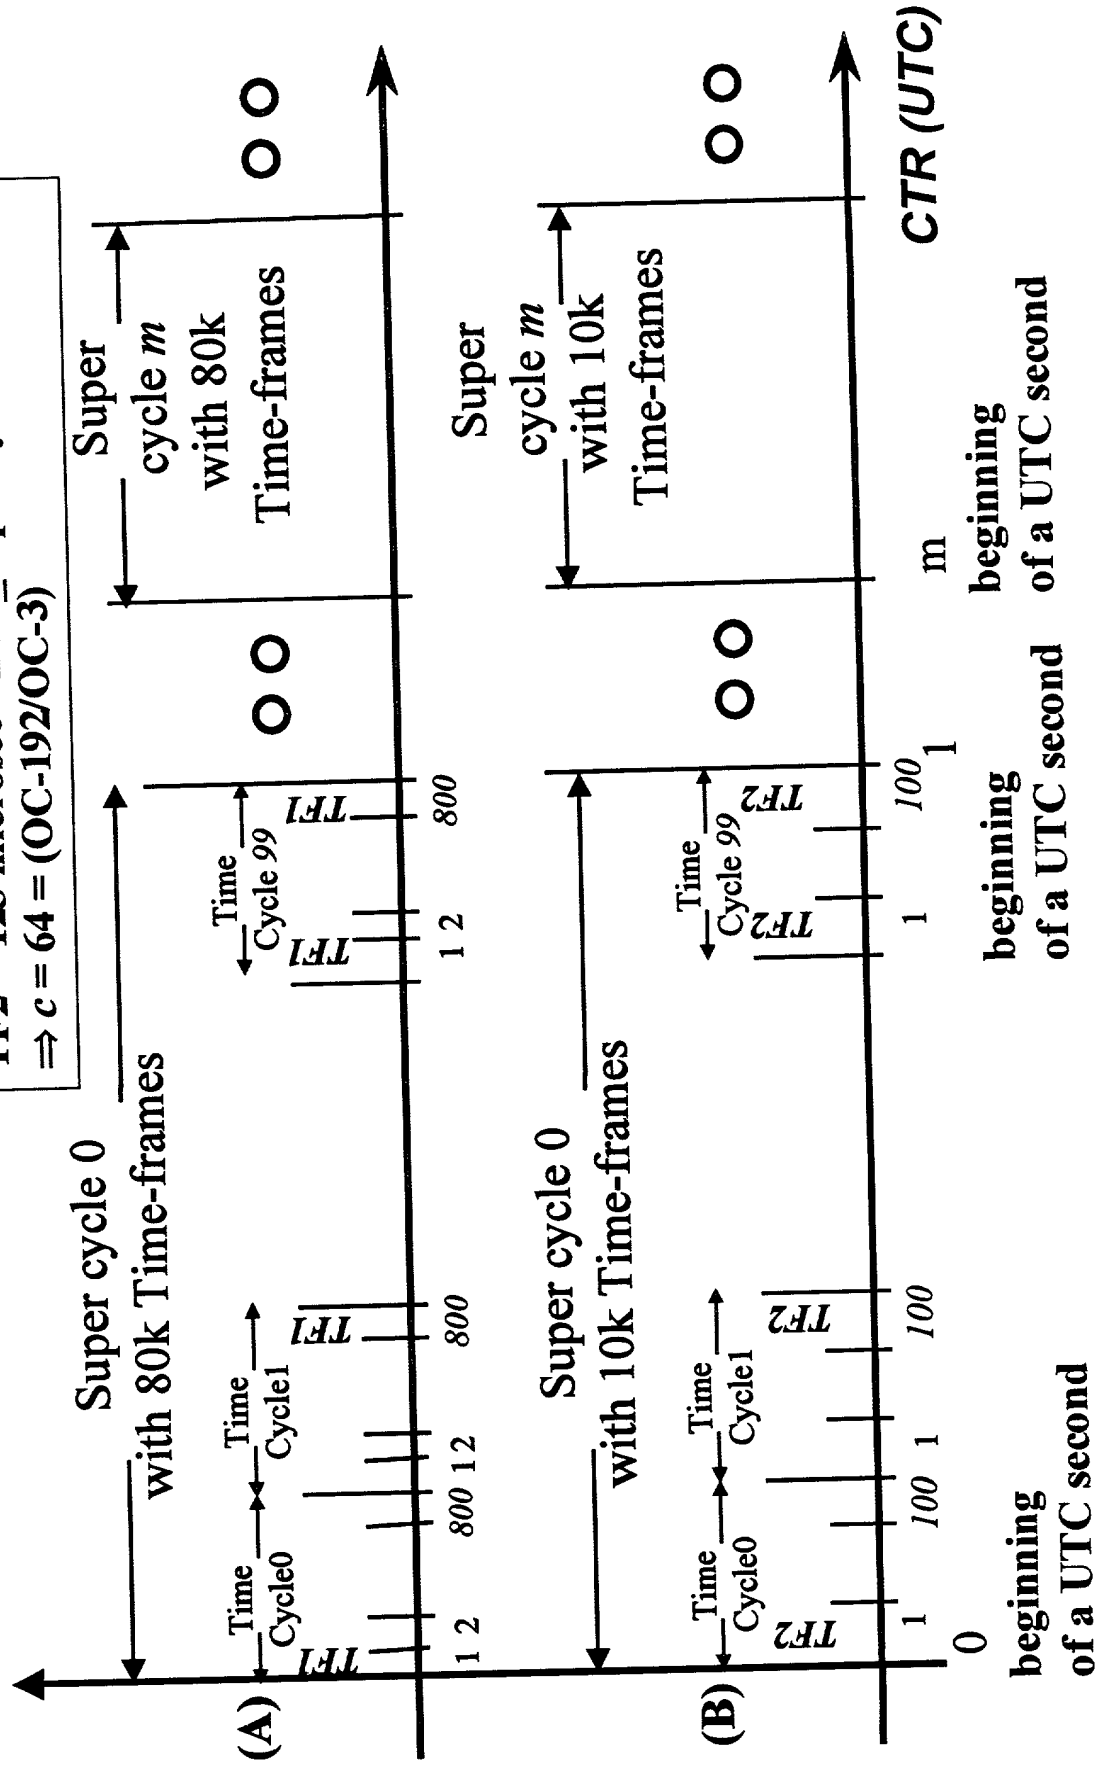 ⇒ c = 64 = (OC-192/OC-3)
Super cycle 0
with 80k Time-frames
Super
cycle m
with 80k
Time-frames
(A)
Time
Cycle0
Time
Cycle1
Time
Cycle 99
TF1
TF1
TF1
TF1
1 2
800
1 2
800
1 2
800
Super cycle 0
with 10k Time-frames
Super
cycle m
with 10k
Time-frames
(B)
Time
Cycle0
Time
Cycle1
Time
Cycle 99
TF2
TF2
TF2
TF2
1
100
1
100
1
100
0
1
m
CTR (UTC)
beginning
of a UTC second
beginning
of a UTC second
beginning
of a UTC second